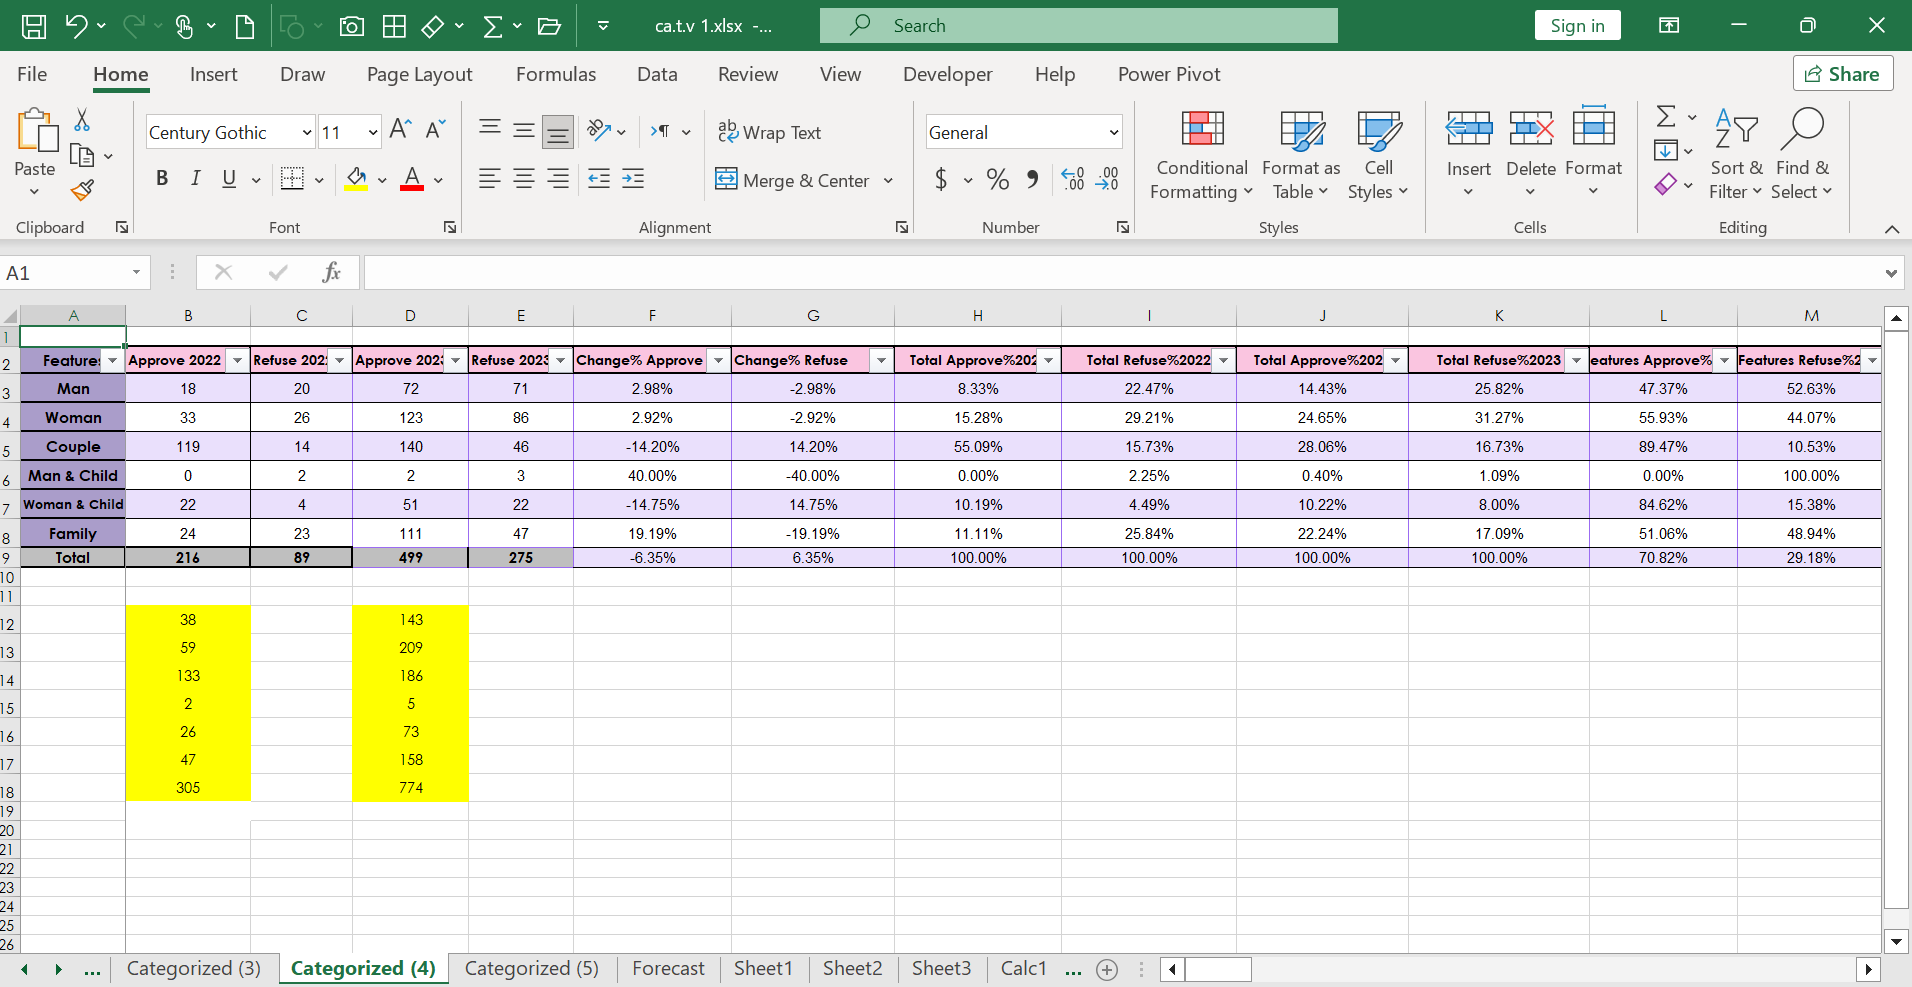 ca.t.v 1.xlsx -... Search Sign in
File Home Insert Draw Page Layout Formulas Data Review View Developer Help Power Pivot Share
Paste Century Gothic 11 A^ A˅ Wrap Text General Conditional Formatting Format as Table Cell Styles Insert Delete Format Sort & Filter Find & Select
B I U A Merge & Center $ % 9 .00
Clipboard Font Alignment Number Styles Cells Editing
A1 fx
A B C D E F G H I J K L M
1
2 Features Approve 2022 Refuse 202 Approve 202 Refuse 2023 Change% Approve Change% Refuse Total Approve%202 Total Refuse%2022 Total Approve%202 Total Refuse%2023 eatures Approve% Features Refuse%2
3 Man 18 20 72 71 2.98% -2.98% 8.33% 22.47% 14.43% 25.82% 47.37% 52.63%
4 Woman 33 26 123 86 2.92% -2.92% 15.28% 29.21% 24.65% 31.27% 55.93% 44.07%
5 Couple 119 14 140 46 -14.20% 14.20% 55.09% 15.73% 28.06% 16.73% 89.47% 10.53%
6 Man & Child 0 2 2 3 40.00% -40.00% 0.00% 2.25% 0.40% 1.09% 0.00% 100.00%
7 Woman & Child 22 4 51 22 -14.75% 14.75% 10.19% 4.49% 10.22% 8.00% 84.62% 15.38%
8 Family 24 23 111 47 19.19% -19.19% 11.11% 25.84% 22.24% 17.09% 51.06% 48.94%
9 Total 216 89 499 275 -6.35% 6.35% 100.00% 100.00% 100.00% 100.00% 70.82% 29.18%
10
11
12 38 143
13 59 209
14 133 186
15 2 5
16 26 73
17 47 158
18 305 774
19
20
21
22
23
24
25
26
... Categorized (3) Categorized (4) Categorized (5) Forecast Sheet1 Sheet2 Sheet3 Calc1 ...